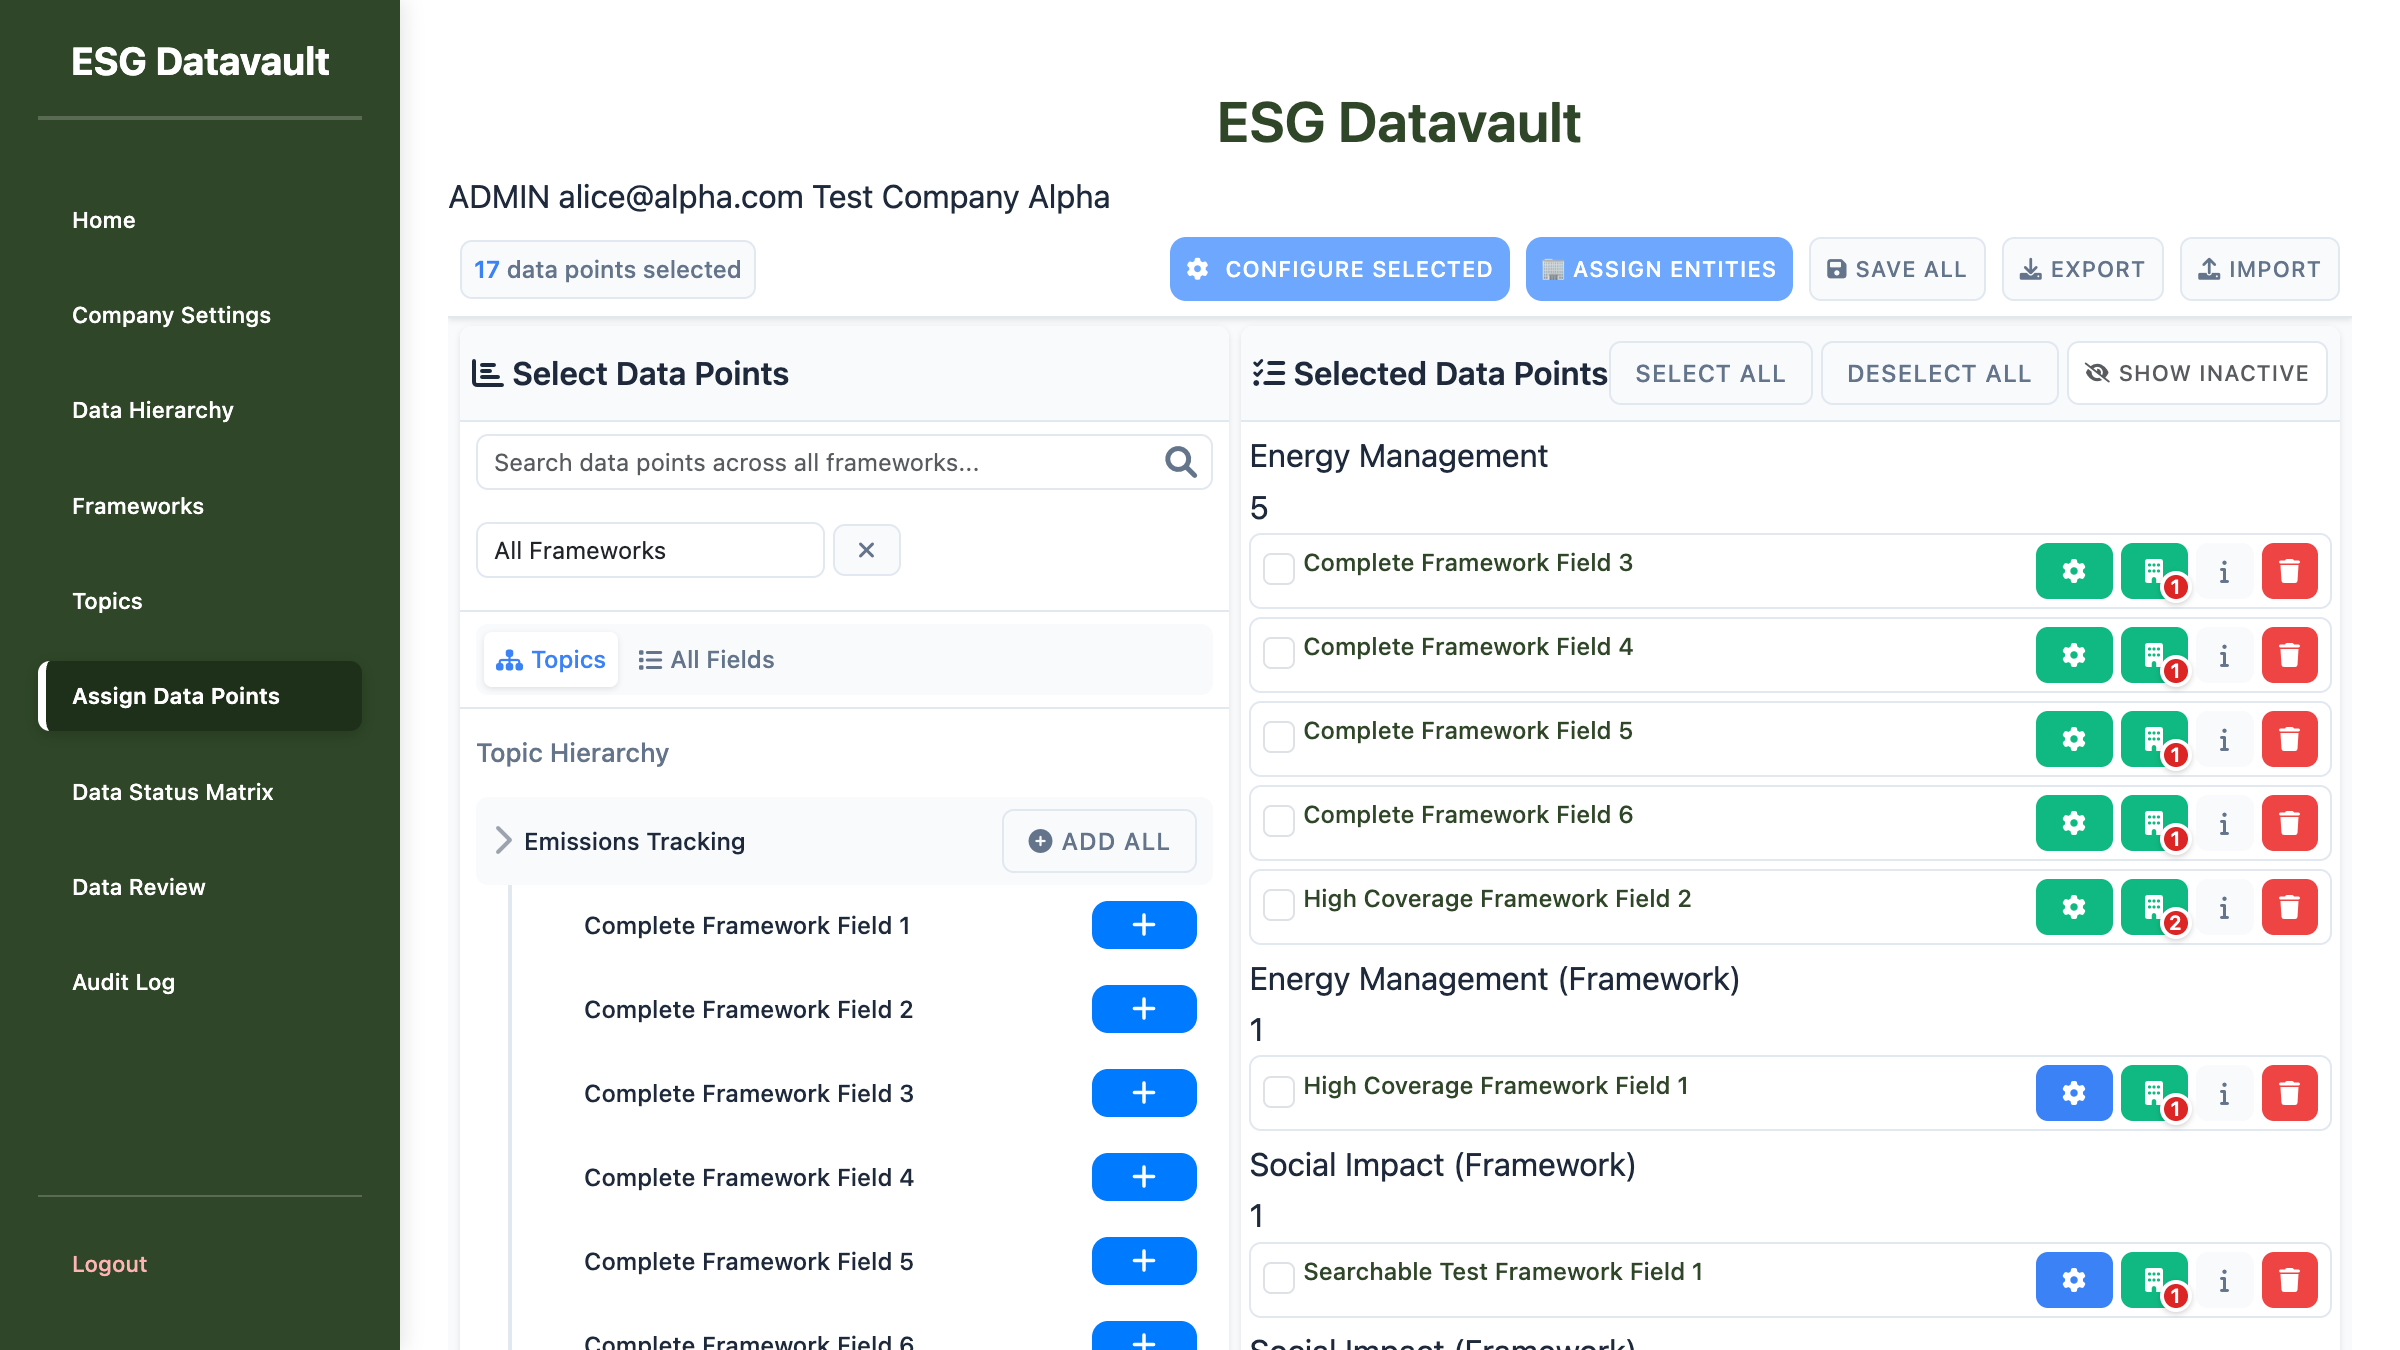 ESG Datavault
Home
Company Settings
Data Hierarchy
Frameworks
Topics
Assign Data Points
Data Status Matrix
Data Review
Audit Log
Logout
ESG Datavault
ADMIN alice@alpha.com Test Company Alpha
17 data points selected
CONFIGURE SELECTED
ASSIGN ENTITIES
SAVE ALL
EXPORT
IMPORT
Select Data Points
Search data points across all frameworks...
All Frameworks
Topics
All Fields
Topic Hierarchy
Emissions Tracking
ADD ALL
Complete Framework Field 1
Complete Framework Field 2
Complete Framework Field 3
Complete Framework Field 4
Complete Framework Field 5
Complete Framework Field 6
Selected Data Points
SELECT ALL
DESELECT ALL
SHOW INACTIVE
Energy Management
5
Complete Framework Field 3
1
Complete Framework Field 4
1
Complete Framework Field 5
1
Complete Framework Field 6
1
High Coverage Framework Field 2
2
Energy Management (Framework)
1
High Coverage Framework Field 1
1
Social Impact (Framework)
1
Searchable Test Framework Field 1
1
Social Impact (Framework)